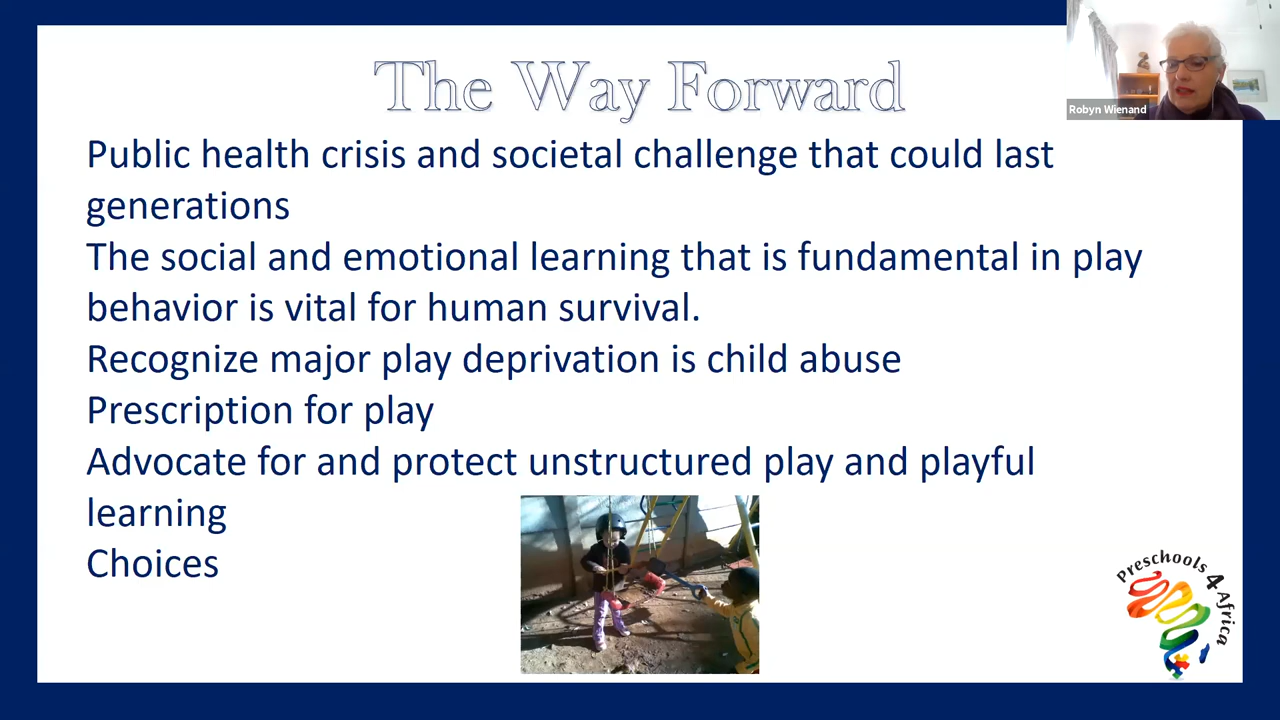 The Way Forward
Robyn Wienand
Public health crisis and societal challenge that could last
generations
The social and emotional learning that is fundamental in play
behavior is vital for human survival.
Recognize major play deprivation is child abuse
Prescription for play
Advocate for and protect unstructured play and playful
learning
Choices
Preschools 4 Africa